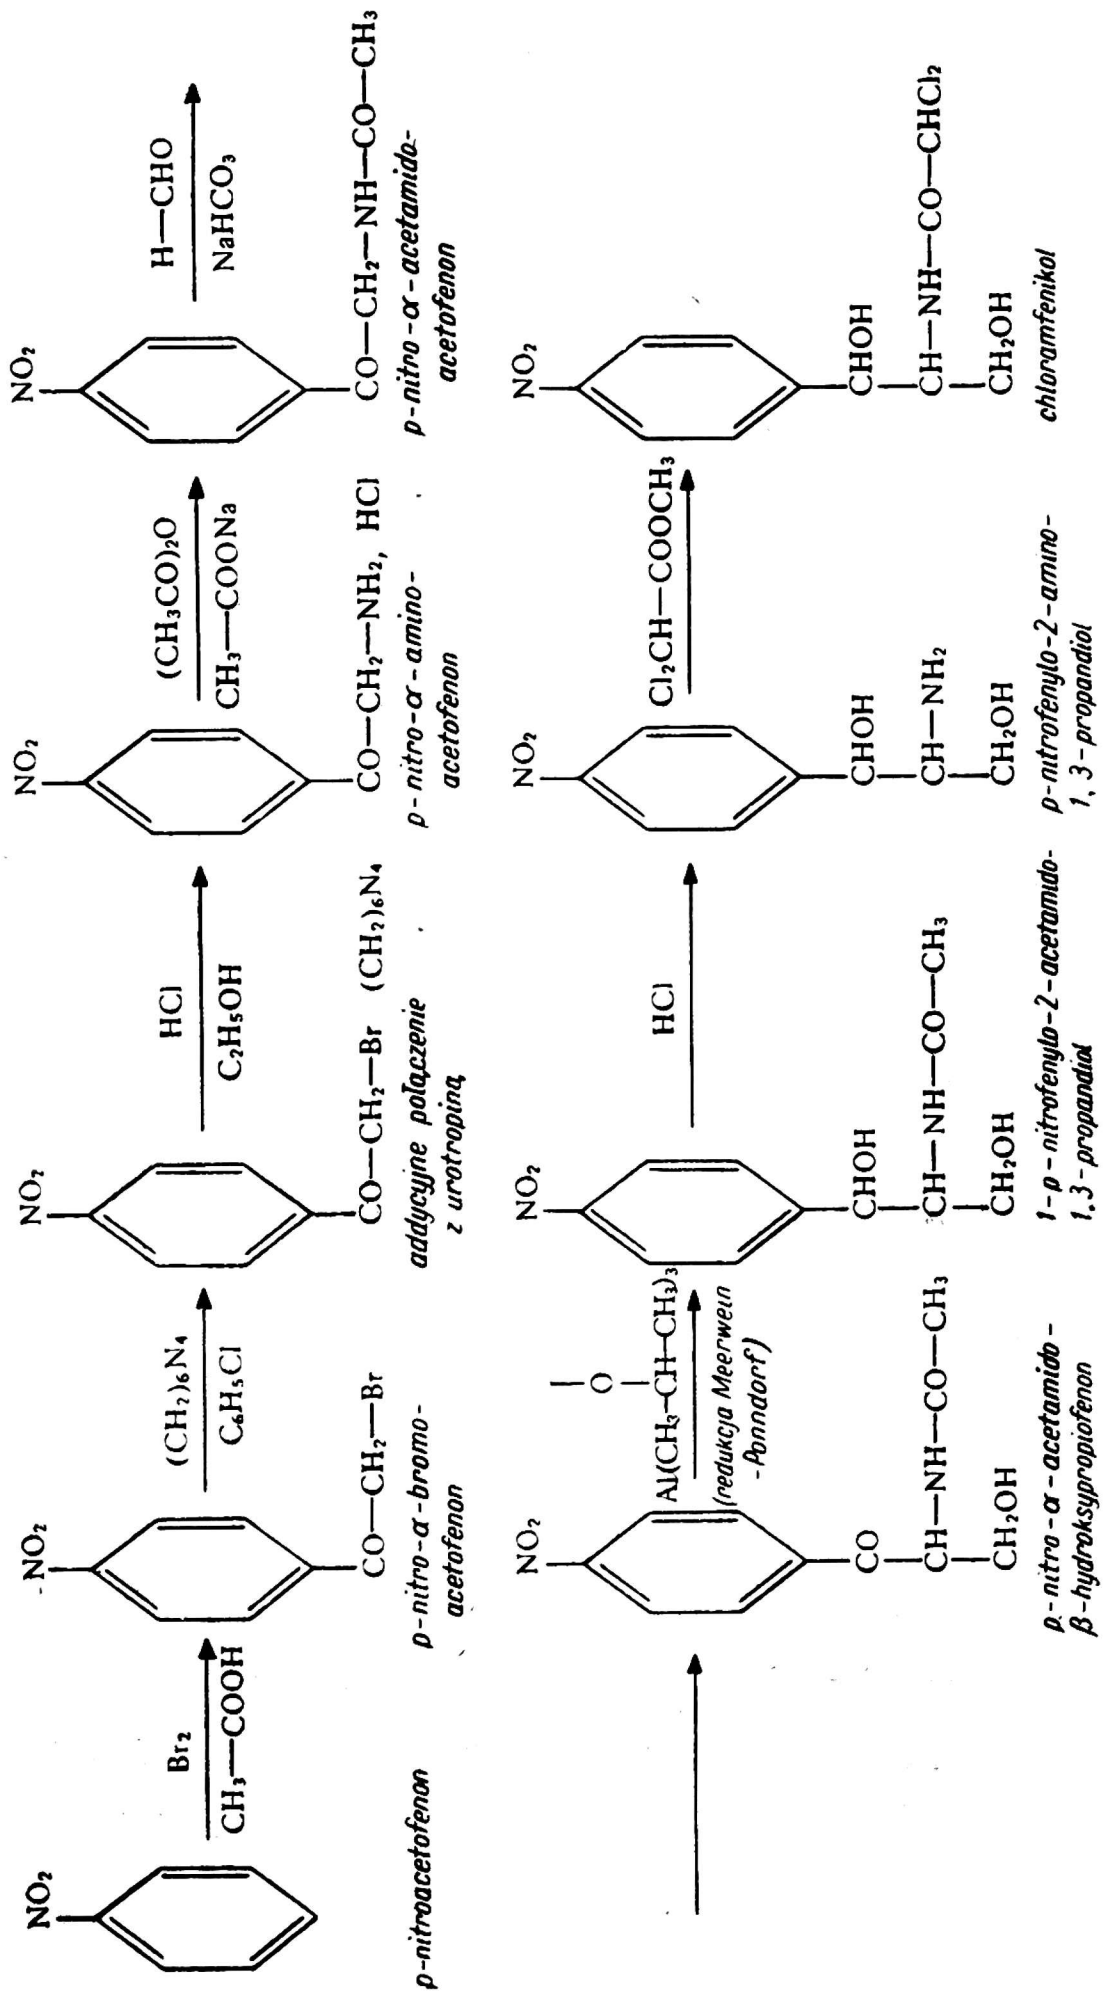 NO₂
Br₂
CH₃—COOH
p-nitroacetofenon
NO₂
CO—CH₂—Br
p-nitro-α-bromo-
acetofenon
(CH₂)₆N₄
C₆H₅Cl
NO₂
CO—CH₂—Br (CH₂)₆N₄
addycyjne połączenie
z urotropiną
HCl
C₂H₅OH
NO₂
CO—CH₂—NH₂, HCl
p-nitro-α-amino-
acetofenon
(CH₃CO)₂O
CH₃—COONa
NO₂
CO—CH₂—NH—CO—CH₃
p-nitro-α-acetamido-
acetofenon
H—CHO
NaHCO₃
NO₂
CO
CH—NH—CO—CH₃
CH₂OH
p-nitro-α-acetamido-
β-hydroksypropiofenon
O
Al(CH₃—CH—CH₃)₃
(redukcja Meerwein
-Ponndorf)
NO₂
CHOH
CH—NH—CO—CH₃
CH₂OH
1-p-nitrofenylo-2-acetamido-
1,3-propandiol
HCl
NO₂
CHOH
CH—NH₂
CH₂OH
p-nitrofenylo-2-amino-
1,3-propandiol
Cl₂CH—COOCH₃
NO₂
CHOH
CH—NH—CO—CHCl₂
CH₂OH
chloramfenikol